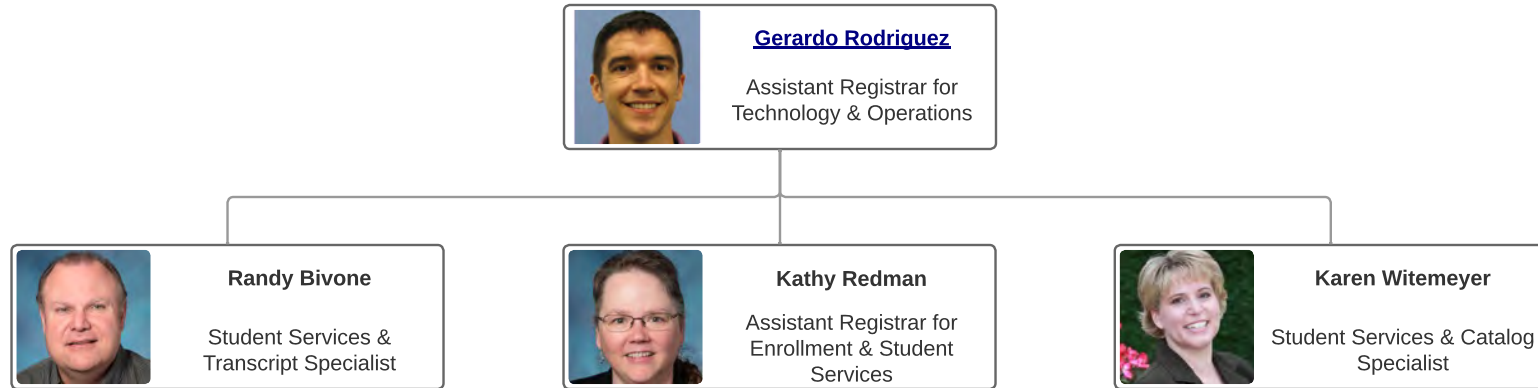 Gerardo Rodriguez
Assistant Registrar for
Technology & Operations
Randy Bivone
Student Services &
Transcript Specialist
Kathy Redman
Assistant Registrar for
Enrollment & Student
Services
Karen Witemeyer
Student Services & Catalog
Specialist